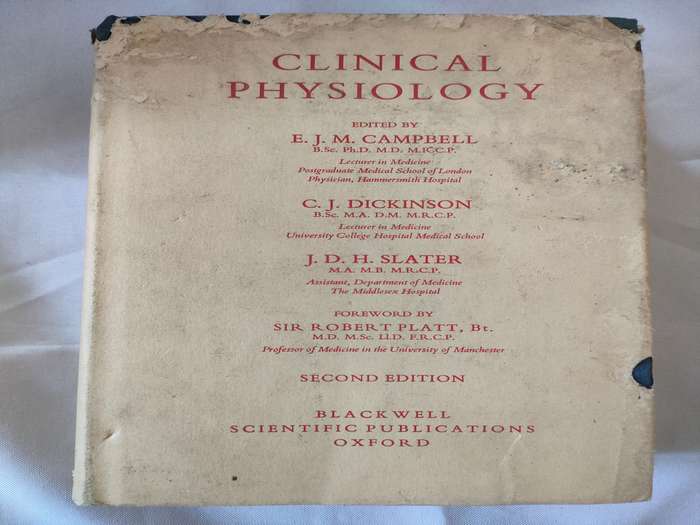 CLINICAL
PHYSIOLOGY
EDITED BY
E. J. M. CAMPBELL
B.Sc. Ph.D. M.D. M.R.C.P.
Lecturer in Medicine
Postgraduate Medical School of London
Physician, Hammersmith Hospital
C. J. DICKINSON
B.Sc. M.A. D.M. M.R.C.P.
Lecturer in Medicine
University College Hospital Medical School
J. D. H. SLATER
M.A. M.B. M.R.C.P.
Assistant, Department of Medicine
The Middlesex Hospital
FOREWORD BY
SIR ROBERT PLATT, Bt.
M.D. M.Sc. Ll.D. F.R.C.P.
Professor of Medicine in the University of Manchester
SECOND EDITION
BLACKWELL
SCIENTIFIC PUBLICATIONS
OXFORD